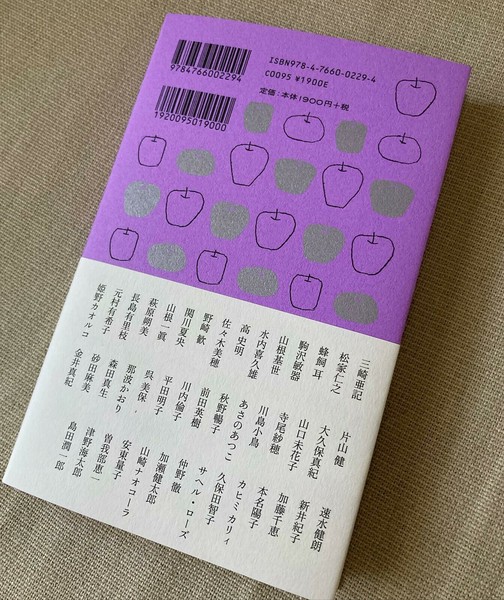 9784766002294
ISBN978-4-7660-0229-4
C0095 ¥1900E
定価:本体1900円+税
1920095019000
三崎亜記 片山健 速水健朗
松家仁之 大久保真紀 新井紀子
蜂飼耳 山口未花子 加藤千恵
駒沢敏器 寺尾紗穂 本名陽子
山根基世 川島小鳥 カヒミカリィ
水内喜久雄 あさのあつこ 久保田智子
高史明 秋野暢子 サヘル・ローズ
佐々木美穂 前田英樹 仲野徹
野崎歓 川内倫子 加瀬健太郎
関川夏央 平田明子 山崎ナオコーラ
山根一眞 呉美保 安東量子
萩原朔美 那波かおり 曽我部恵一
長島有里枝 森田真生 津野海太郎
元村有希子 砂田麻美 島田潤一郎
姫野カオルコ 金井真紀